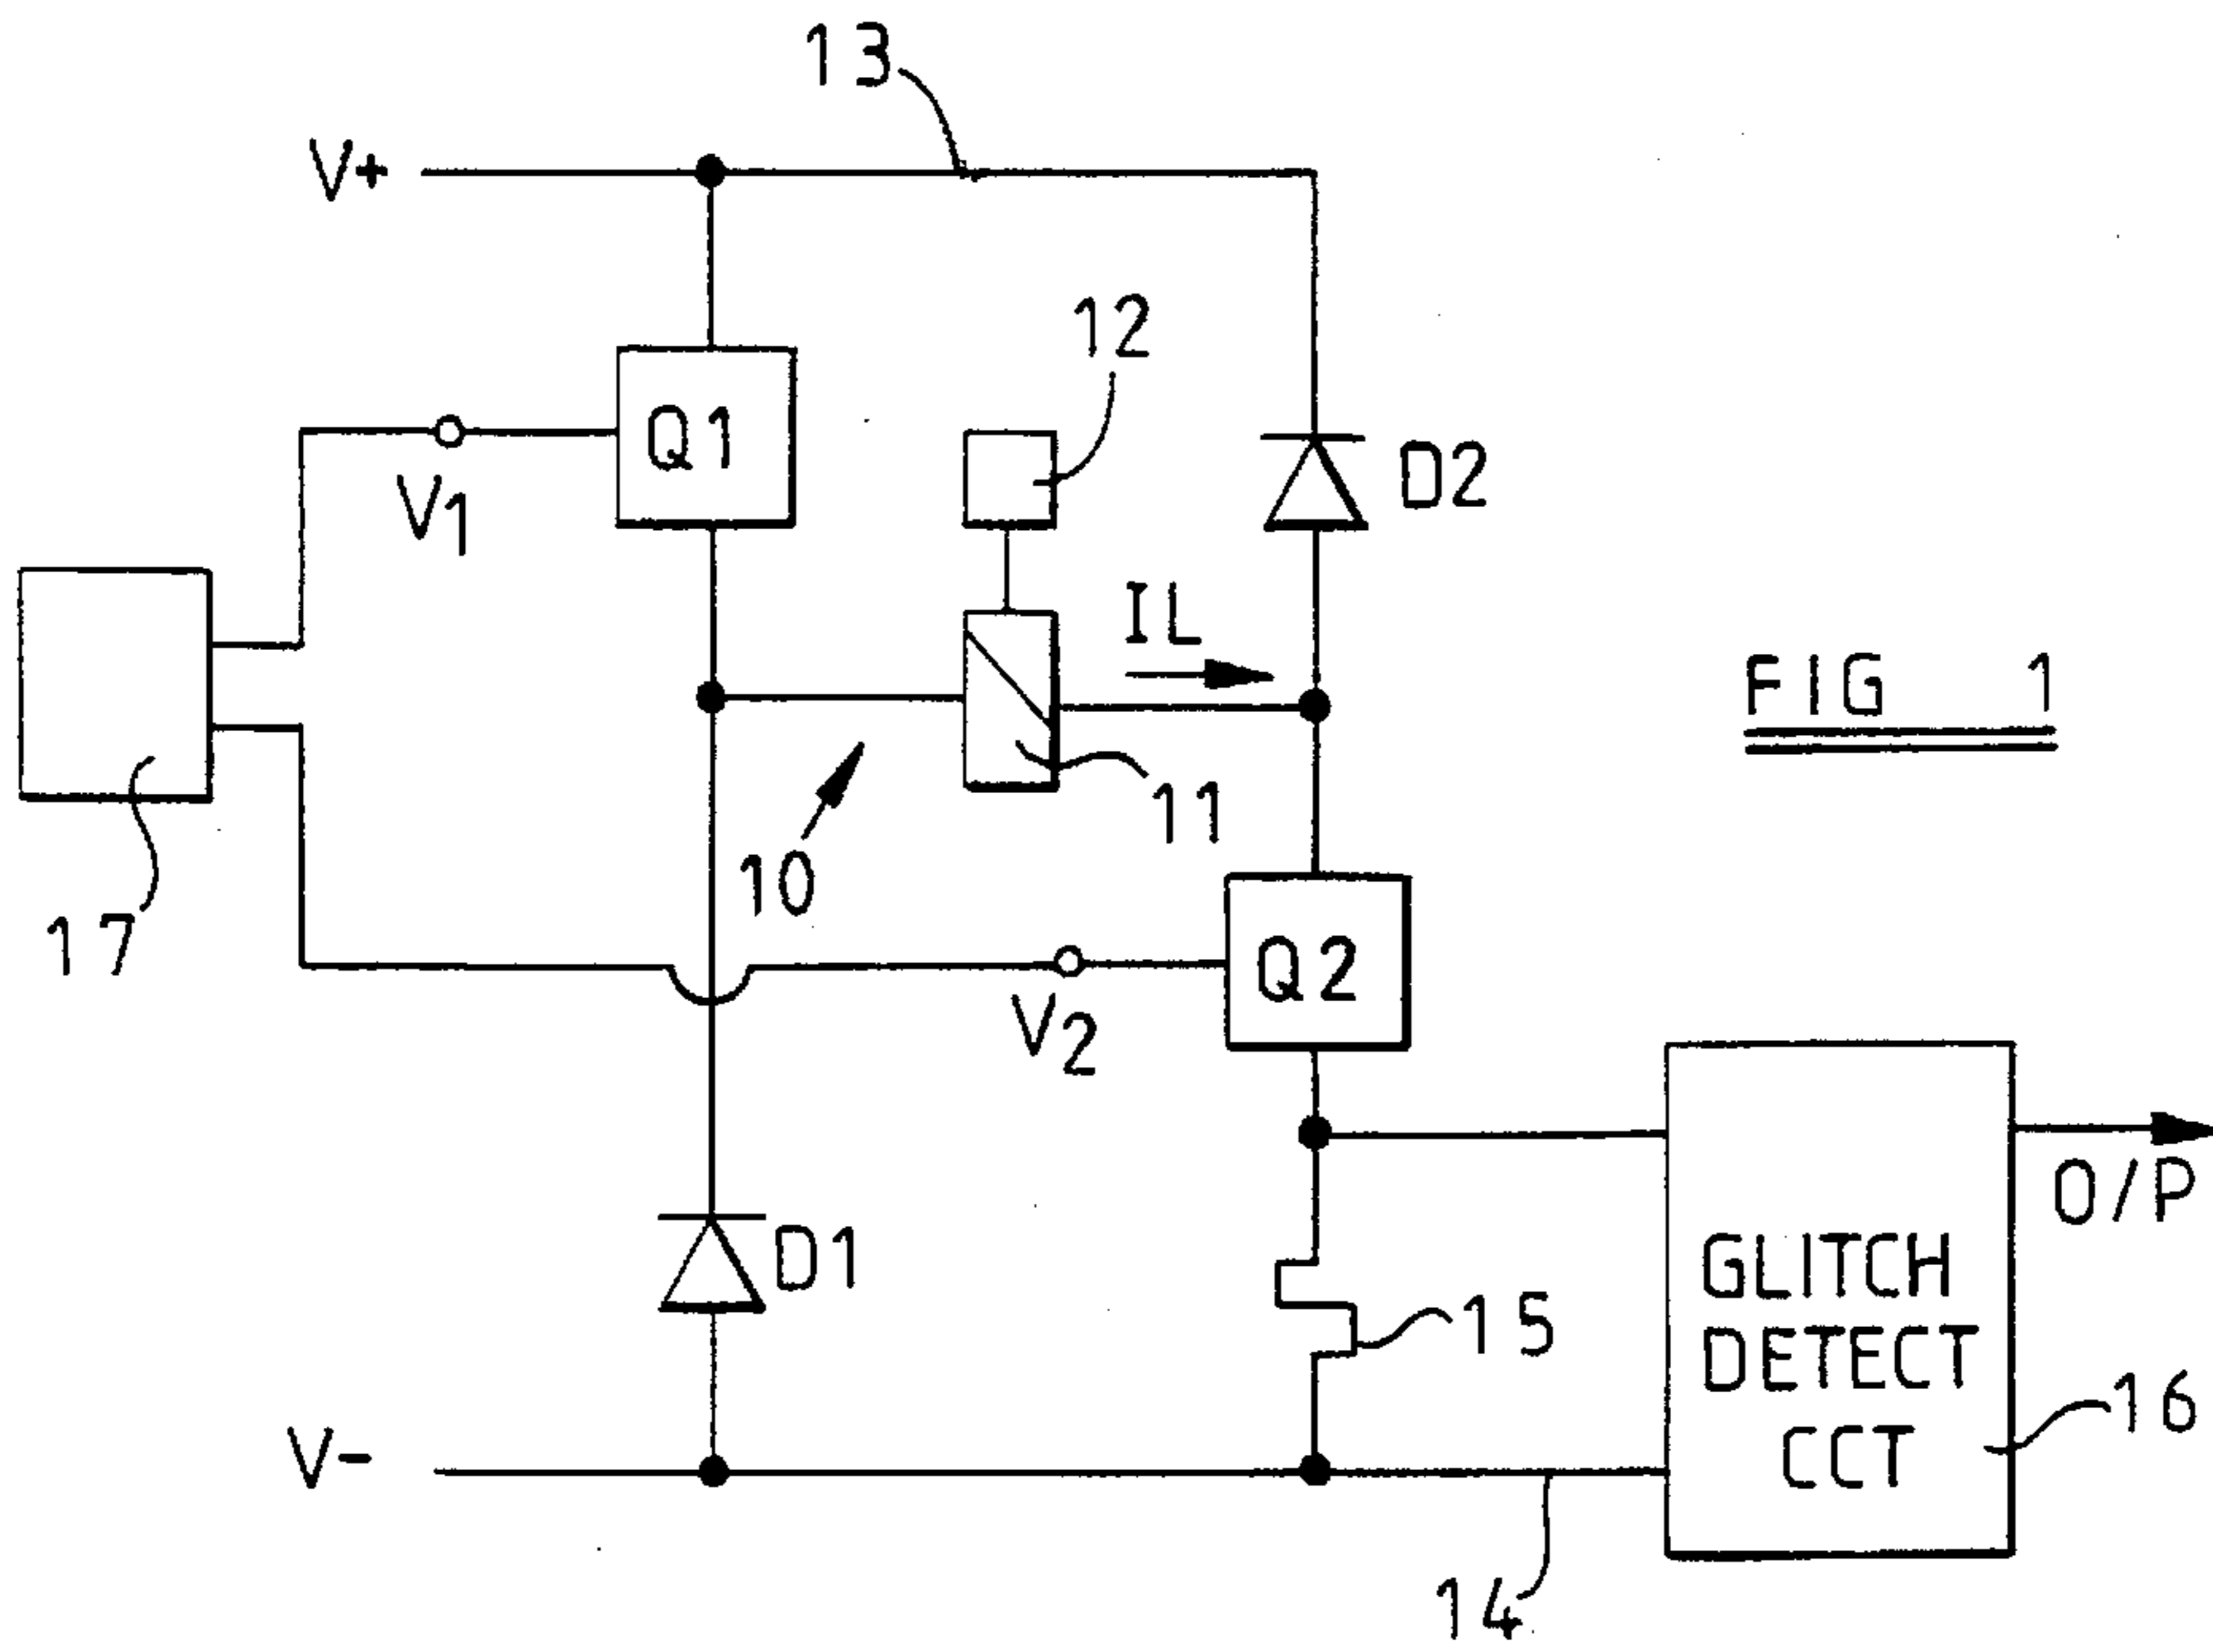 13
V+
12
Q1
D2
V1
IL
FIG 1
11
10
17
Q2
V2
O/P
D1
GLITCH
DETECT
CCT
15
16
V-
14